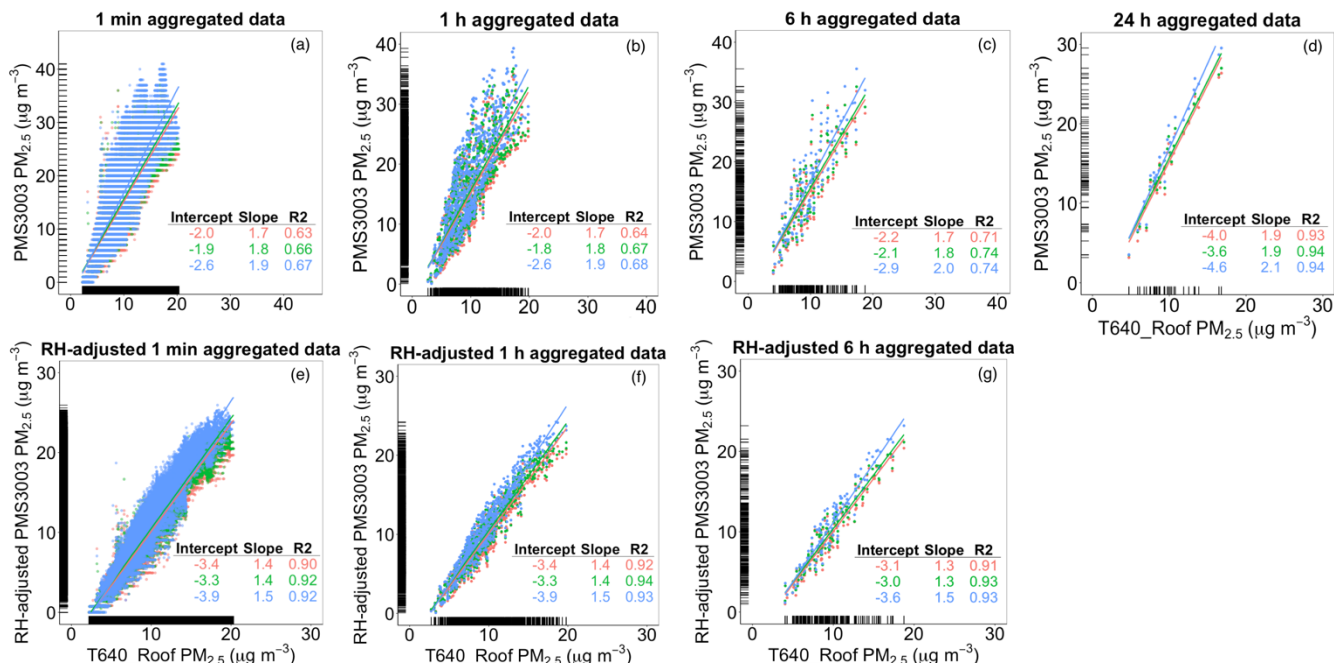 1 min aggregated data
(a)
PMS3003 PM2.5 (μg m−3)
40
30
20
10
0
Intercept Slope R2
-2.0 1.7 0.63
-1.9 1.8 0.66
-2.6 1.9 0.67
0 10 20 30 40
1 h aggregated data
(b)
PMS3003 PM2.5 (μg m−3)
40
30
20
10
0
Intercept Slope R2
-2.0 1.7 0.64
-1.8 1.8 0.67
-2.6 1.9 0.68
0 10 20 30 40
6 h aggregated data
(c)
PMS3003 PM2.5 (μg m−3)
40
30
20
10
0
Intercept Slope R2
-2.2 1.7 0.71
-2.1 1.8 0.74
-2.9 2.0 0.74
0 10 20 30 40
24 h aggregated data
(d)
PMS3003 PM2.5 (μg m−3)
30
20
10
0
Intercept Slope R2
-4.0 1.9 0.93
-3.6 1.9 0.94
-4.6 2.1 0.94
0 10 20 30
T640_Roof PM2.5 (μg m−3)
RH-adjusted 1 min aggregated data
(e)
RH-adjusted PMS3003 PM2.5 (μg m−3)
30
20
10
0
Intercept Slope R2
-3.4 1.4 0.90
-3.3 1.4 0.92
-3.9 1.5 0.92
0 10 20 30
T640_Roof PM2.5 (μg m−3)
RH-adjusted 1 h aggregated data
(f)
RH-adjusted PMS3003 PM2.5 (μg m−3)
30
20
10
0
Intercept Slope R2
-3.4 1.4 0.92
-3.3 1.4 0.94
-3.9 1.5 0.93
0 10 20 30
T640_Roof PM2.5 (μg m−3)
RH-adjusted 6 h aggregated data
(g)
RH-adjusted PMS3003 PM2.5 (μg m−3)
30
20
10
0
Intercept Slope R2
-3.1 1.3 0.91
-3.0 1.3 0.93
-3.6 1.5 0.93
0 10 20 30
T640_Roof PM2.5 (μg m−3)